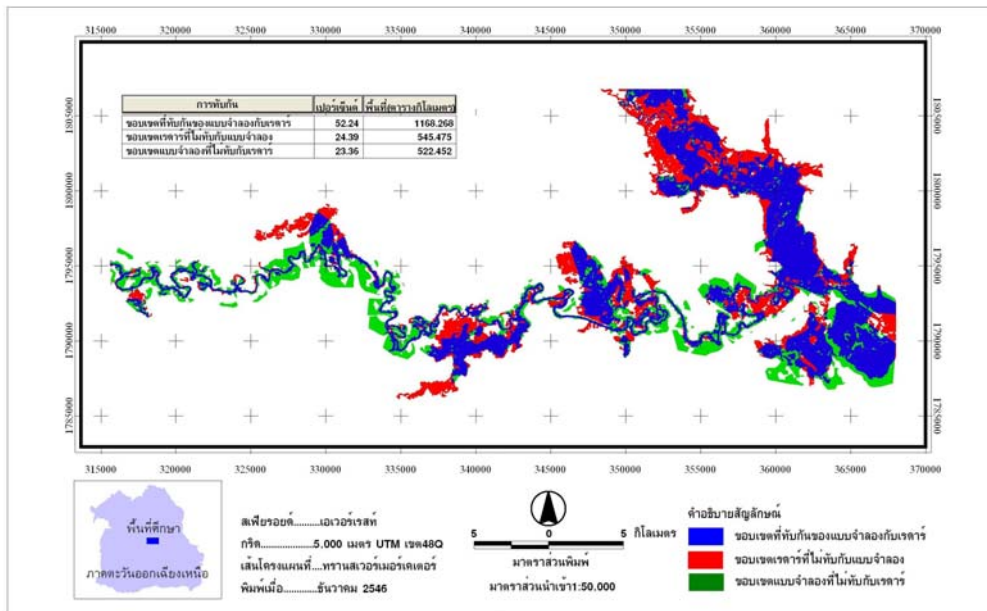 315000 320000 325000 330000 335000 340000 345000 350000 355000 360000 365000 370000
1805000 1805000
1800000 1800000
1795000 1795000
1790000 1790000
1785000 1785000
การทับกัน เปอร์เซ็นต์ พื้นที่(ตารางกิโลเมตร)
ขอบเขตที่ทับกันของแบบจำลองกับเรดาร์ 52.24 1168.268
ขอบเขตเรดาร์ที่ไม่ทับกับแบบจำลอง 24.39 545.475
ขอบเขตแบบจำลองที่ไม่ทับกับเรดาร์ 23.36 522.452
315000 320000 325000 330000 335000 340000 345000 350000 355000 360000 365000 370000
พื้นที่ศึกษา
ภาคตะวันออกเฉียงเหนือ
สเฟียรอยด์..........เอเวอร์เรสท์
กริด......................5,000 เมตร UTM เขต48Q
เส้นโครงแผนที่...ทรานสเวอร์เมอร์เคเตอร์
พิมพ์เมื่อ............ธันวาคม 2546
5 0 5 กิโลเมตร
มาตราส่วนพิมพ์
มาตราส่วนนำเข้า1:50,000
คำอธิบายสัญลักษณ์
ขอบเขตที่ทับกันของแบบจำลองกับเรดาร์
ขอบเขตเรดาร์ที่ไม่ทับกับแบบจำลอง
ขอบเขตแบบจำลองที่ไม่ทับกับเรดาร์